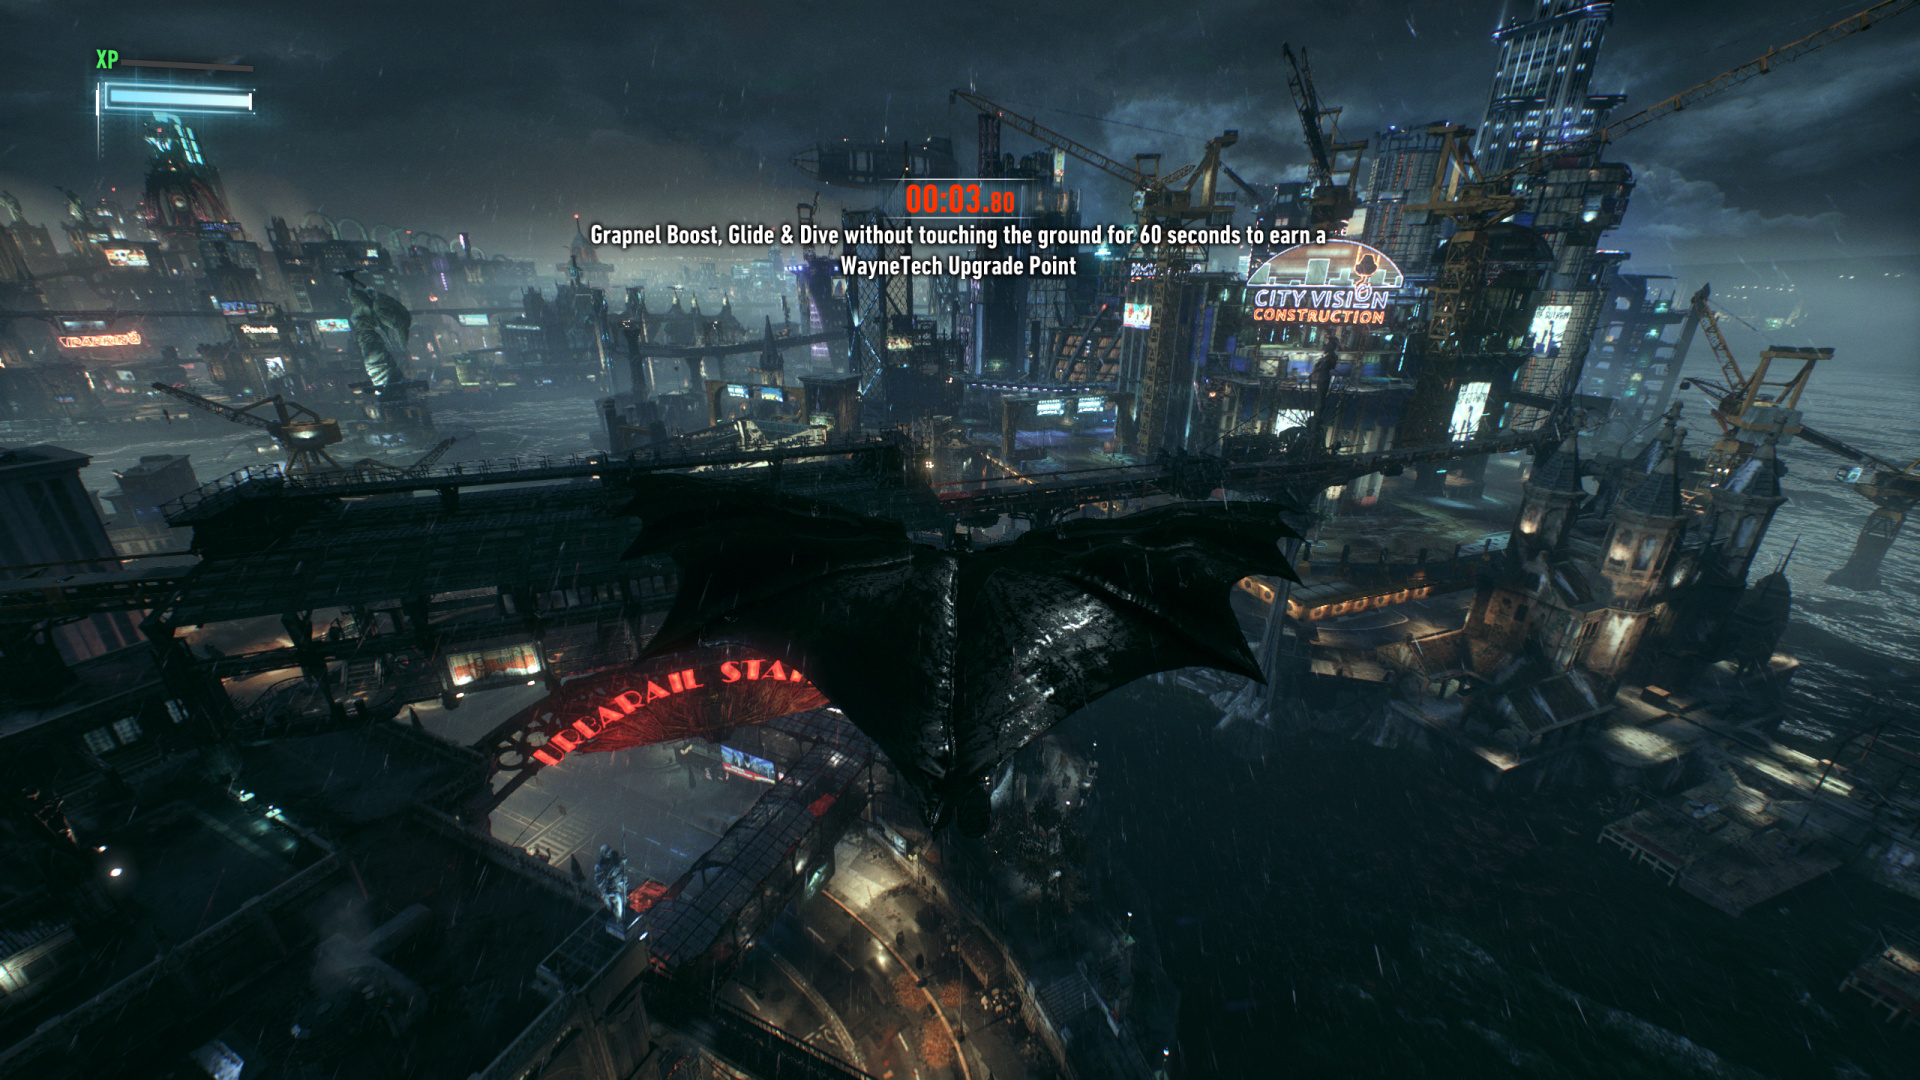 XP
00:03.80
Grapnel Boost, Glide & Dive without touching the ground for 60 seconds to earn a
WayneTech Upgrade Point
CITY VISION
CONSTRUCTION
URBARAIL STA